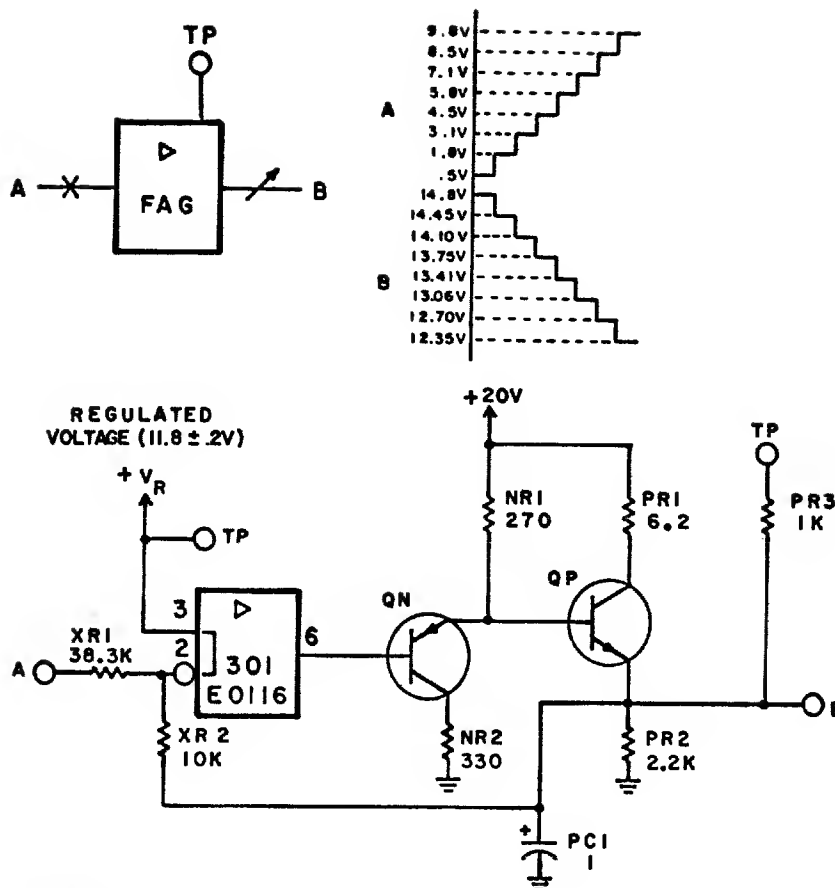 TP
A
FAG
B
A
9.8V
8.5V
7.1V
5.8V
4.5V
3.1V
1.8V
.5V
B
14.8V
14.45V
14.10V
13.75V
13.41V
13.06V
12.70V
12.35V
REGULATED
VOLTAGE (11.8 ± .2V)
+ VR
TP
+20V
NR1
270
PR1
6.2
TP
PR3
1K
QP
QN
3
2
301
E0116
6
XR1
38.3K
A
XR2
10K
NR2
330
PR2
2.2K
+
PC1
1